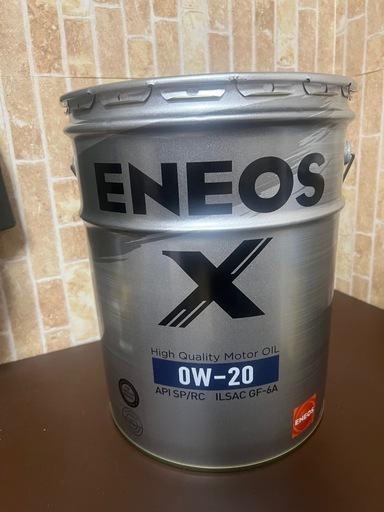 ENEOS
X
High Quality Motor OIL
0W-20
API SP/RC ILSAC GF-6A
ENEOS